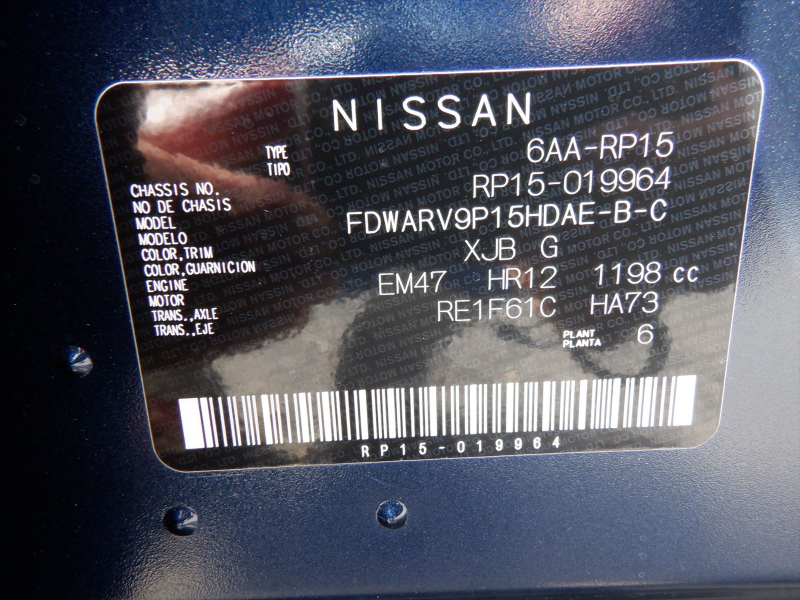 NISSAN
TYPE
TIPO 6AA-RP15
CHASSIS NO. RP15-019964
NO DE CHASIS
MODEL FDWARV9P15HDAE-B-C
MODELO
COLOR,TRIM XJB G
COLOR,GUARNICION
ENGINE EM47 HR12 1198 cc
MOTOR
TRANS.,AXLE RE1F61C HA73
TRANS.,EJE
PLANT
PLANTA 6
RP15-019964